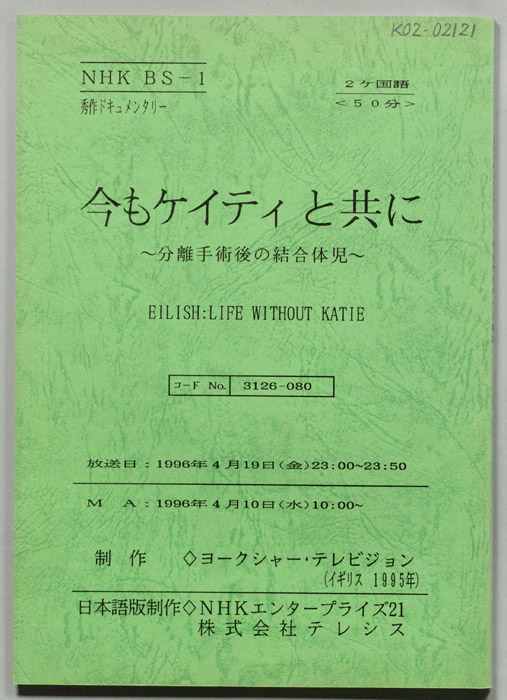 K02-02121
NHK BS-1
秀作ドキュメンタリー
２ケ国語
＜５０分＞
今もケイティと共に
～分離手術後の結合体児～
EILISH:LIFE WITHOUT KATIE
コード No. 3126-080
放送日：1996年４月19日（金）23:00~23:50
Ｍ　Ａ：1996年４月10日（水）10:00~
制作　◇ヨークシャー・テレビジョン
（イギリス 1995年）
日本語版制作◇ＮＨＫエンタープライズ21
株式会社テレシス